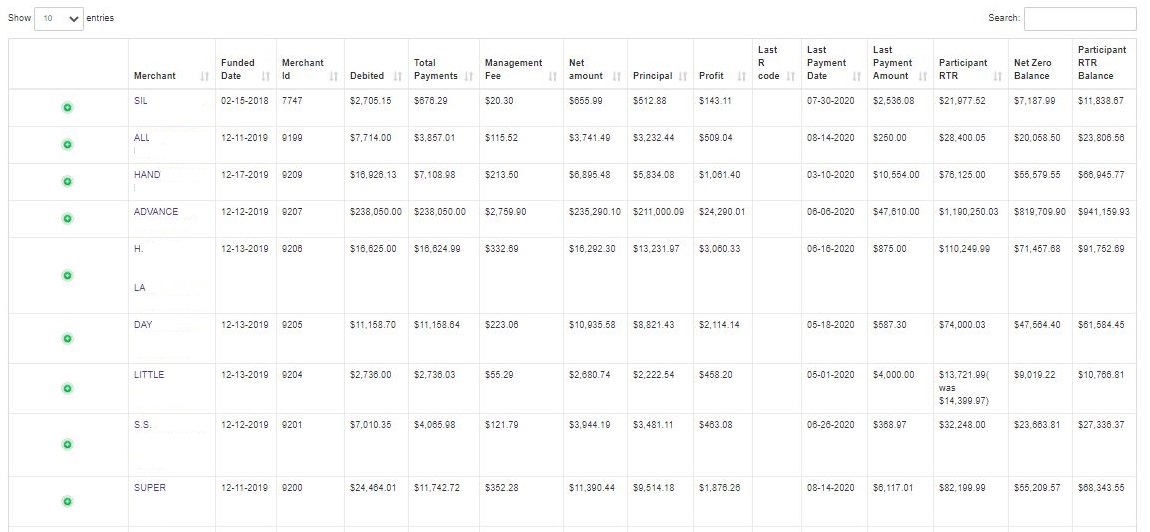 Show 10 entries Search:
Merchant Funded Date Merchant Id Debited Total Payments Management Fee Net amount Principal Profit Last R code Last Payment Date Last Payment Amount Participant RTR Net Zero Balance Participant RTR Balance
SIL 02-15-2018 7747 $2,705.15 $676.29 $20.30 $655.99 $512.88 $143.11 07-30-2020 $2,536.08 $21,977.52 $7,187.99 $11,838.67
ALL 12-11-2019 9199 $7,714.00 $3,857.01 $115.52 $3,741.49 $3,232.44 $509.04 08-14-2020 $250.00 $28,400.05 $20,058.50 $23,806.56
HAND 12-17-2019 9209 $16,926.13 $7,108.98 $213.50 $6,895.48 $5,834.08 $1,061.40 03-10-2020 $10,554.00 $76,125.00 $55,579.55 $66,945.77
ADVANCE 12-12-2019 9207 $238,050.00 $238,050.00 $2,759.90 $235,290.10 $211,000.09 $24,290.01 06-06-2020 $47,610.00 $1,190,250.03 $819,709.90 $941,159.93
H. 12-13-2019 9206 $16,625.00 $16,624.99 $332.69 $16,292.30 $13,231.97 $3,060.33 06-16-2020 $875.00 $110,249.99 $71,457.68 $91,752.69
LA
DAY 12-13-2019 9205 $11,158.70 $11,158.64 $223.06 $10,935.58 $8,821.43 $2,114.14 05-18-2020 $587.30 $74,000.03 $47,564.40 $61,584.45
LITTLE 12-13-2019 9204 $2,736.00 $2,736.03 $55.29 $2,680.74 $2,222.54 $458.20 05-01-2020 $4,000.00 $13,721.99( $9,019.22 $10,766.81
was
$14,399.97)
S.S. 12-12-2019 9201 $7,010.35 $4,065.98 $121.79 $3,944.19 $3,481.11 $463.08 06-26-2020 $368.97 $32,248.00 $23,663.81 $27,336.37
SUPER 12-11-2019 9200 $24,464.01 $11,742.72 $352.28 $11,390.44 $9,514.18 $1,876.26 08-14-2020 $6,117.01 $82,199.99 $55,209.57 $68,343.55